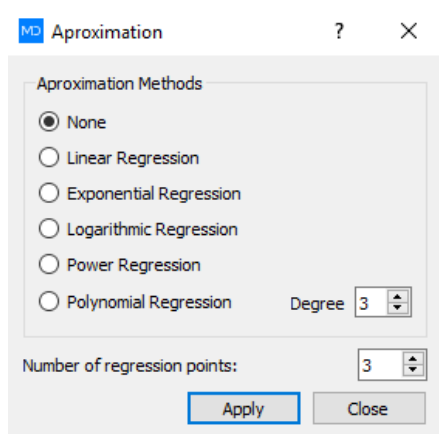 MD Aproximation ?
Aproximation Methods
None
Linear Regression
Exponential Regression
Logarithmic Regression
Power Regression
Polynomial Regression Degree 3
Number of regression points: 3
Apply Close